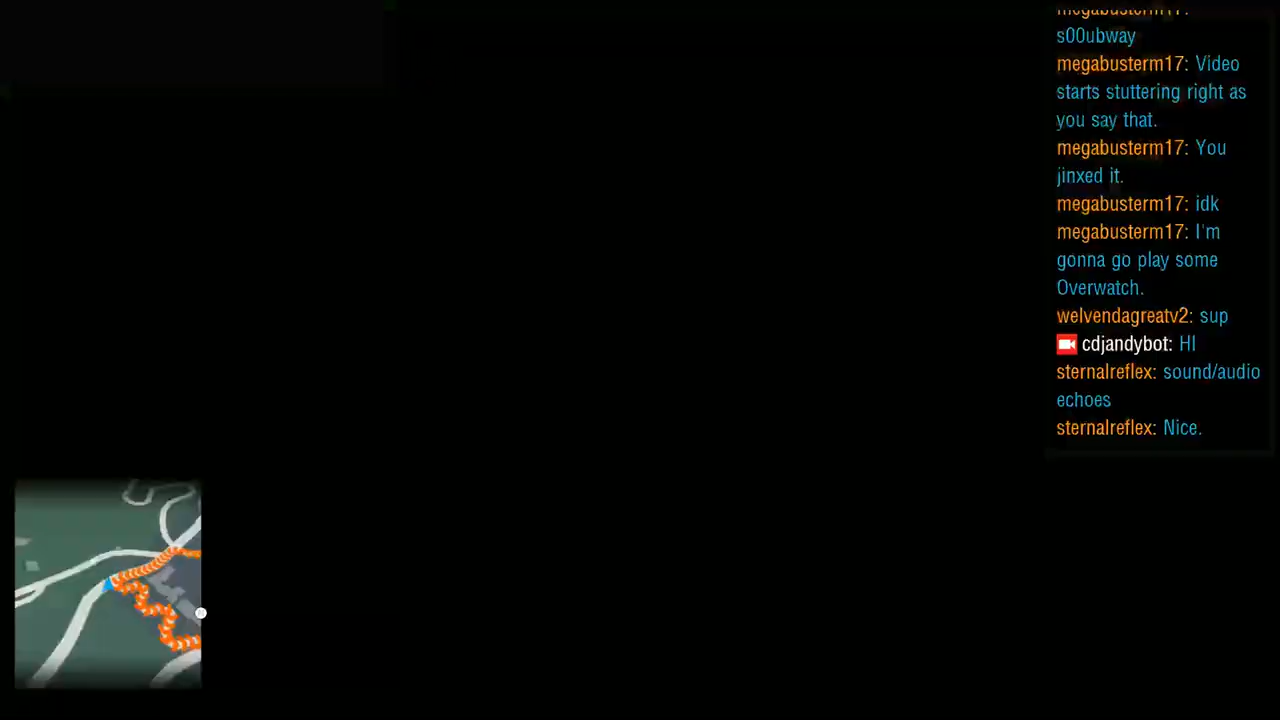 s00ubway
megabusterm17: Video
starts stuttering right as
you say that.
megabusterm17: You
jinxed it.
megabusterm17: idk
megabusterm17: I'm
gonna go play some
Overwatch.
welvendagreatv2: sup
cdjandybot: HI
sternalreflex: sound/audio
echoes
sternalreflex: Nice.